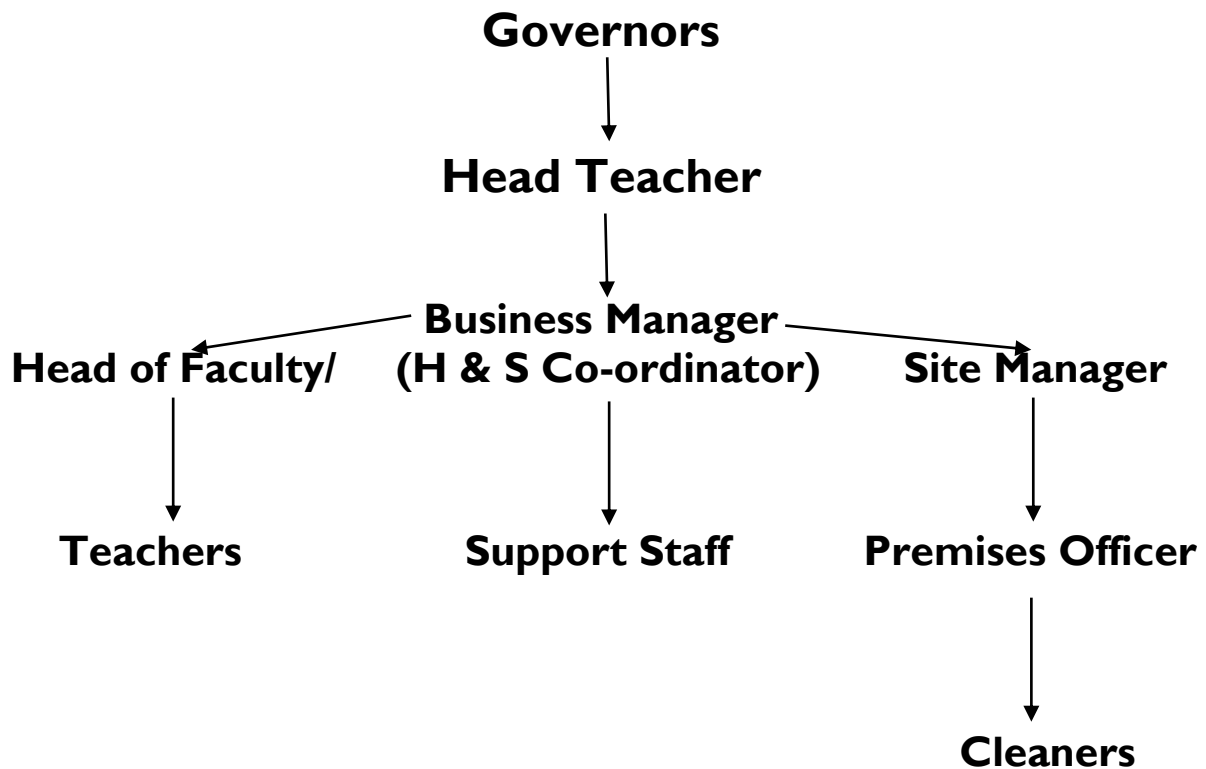 Governors
Head Teacher
Business Manager
Head of Faculty/
(H & S Co-ordinator)
Site Manager
Teachers
Support Staff
Premises Officer
Cleaners